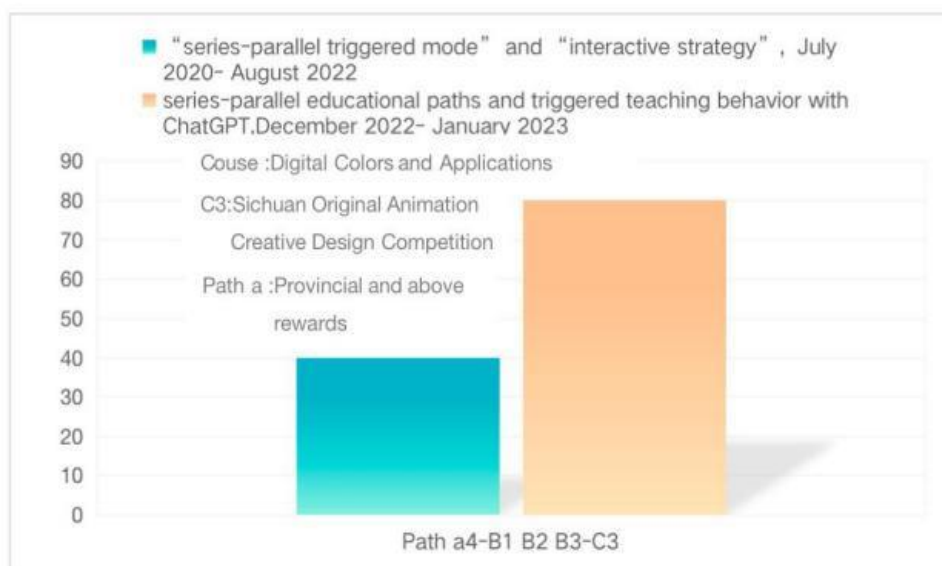 “series-parallel triggered mode” and “interactive strategy”, July
2020- August 2022
series-parallel educational paths and triggered teaching behavior with
ChatGPT,December 2022- January 2023
90
Couse :Digital Colors and Applications
80
C3:Sichuan Original Animation
70
Creative Design Competition
60
Path a :Provincial and above
50
rewards
40
30
20
10
0
Path a4-B1 B2 B3-C3